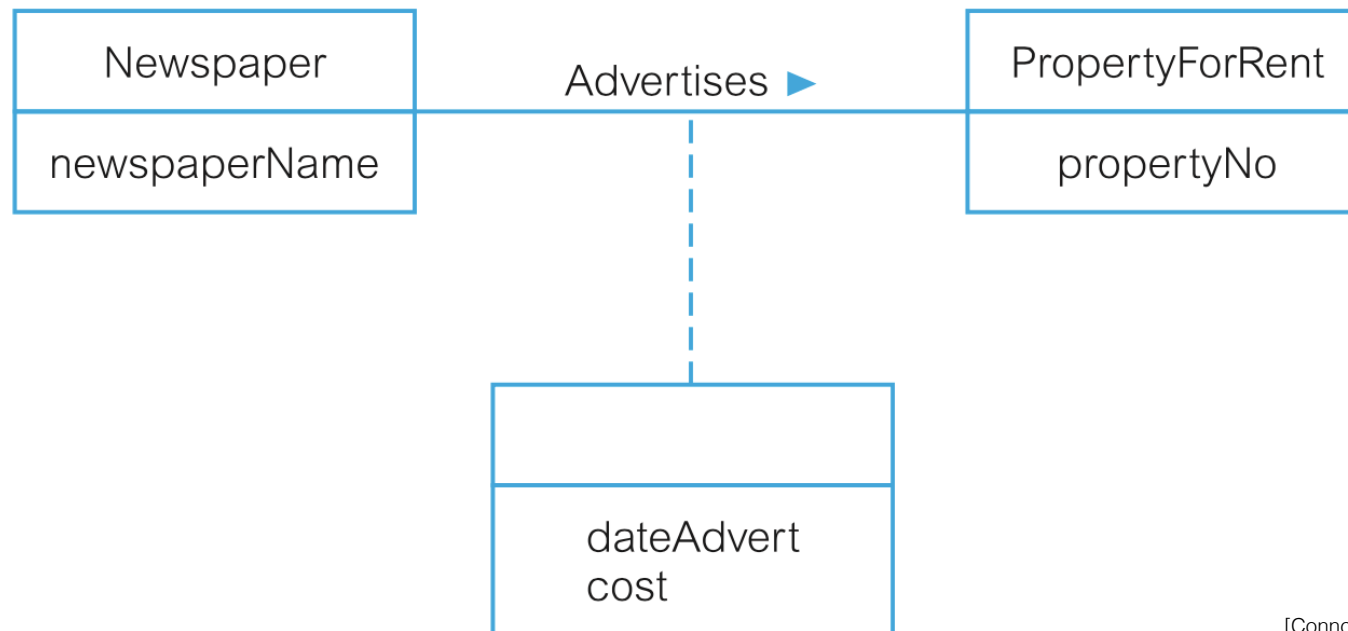 Newspaper
newspaperName
Advertises
PropertyForRent
propertyNo
dateAdvert
cost